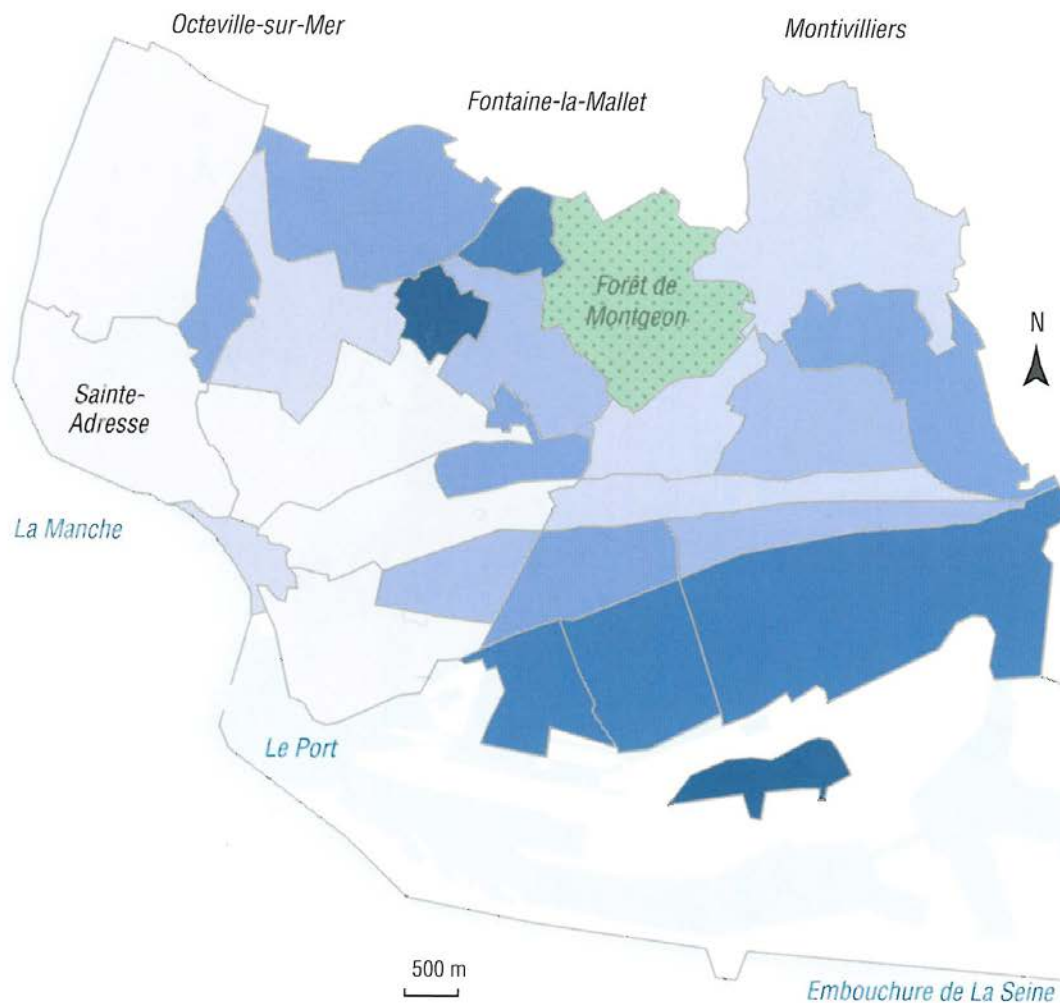 Octeville-sur-Mer
Montivilliers
Fontaine-la-Mallet
Forêt de
Montgeon
N
Sainte-
Adresse
La Manche
Le Port
500 m
Embouchure de La Seine